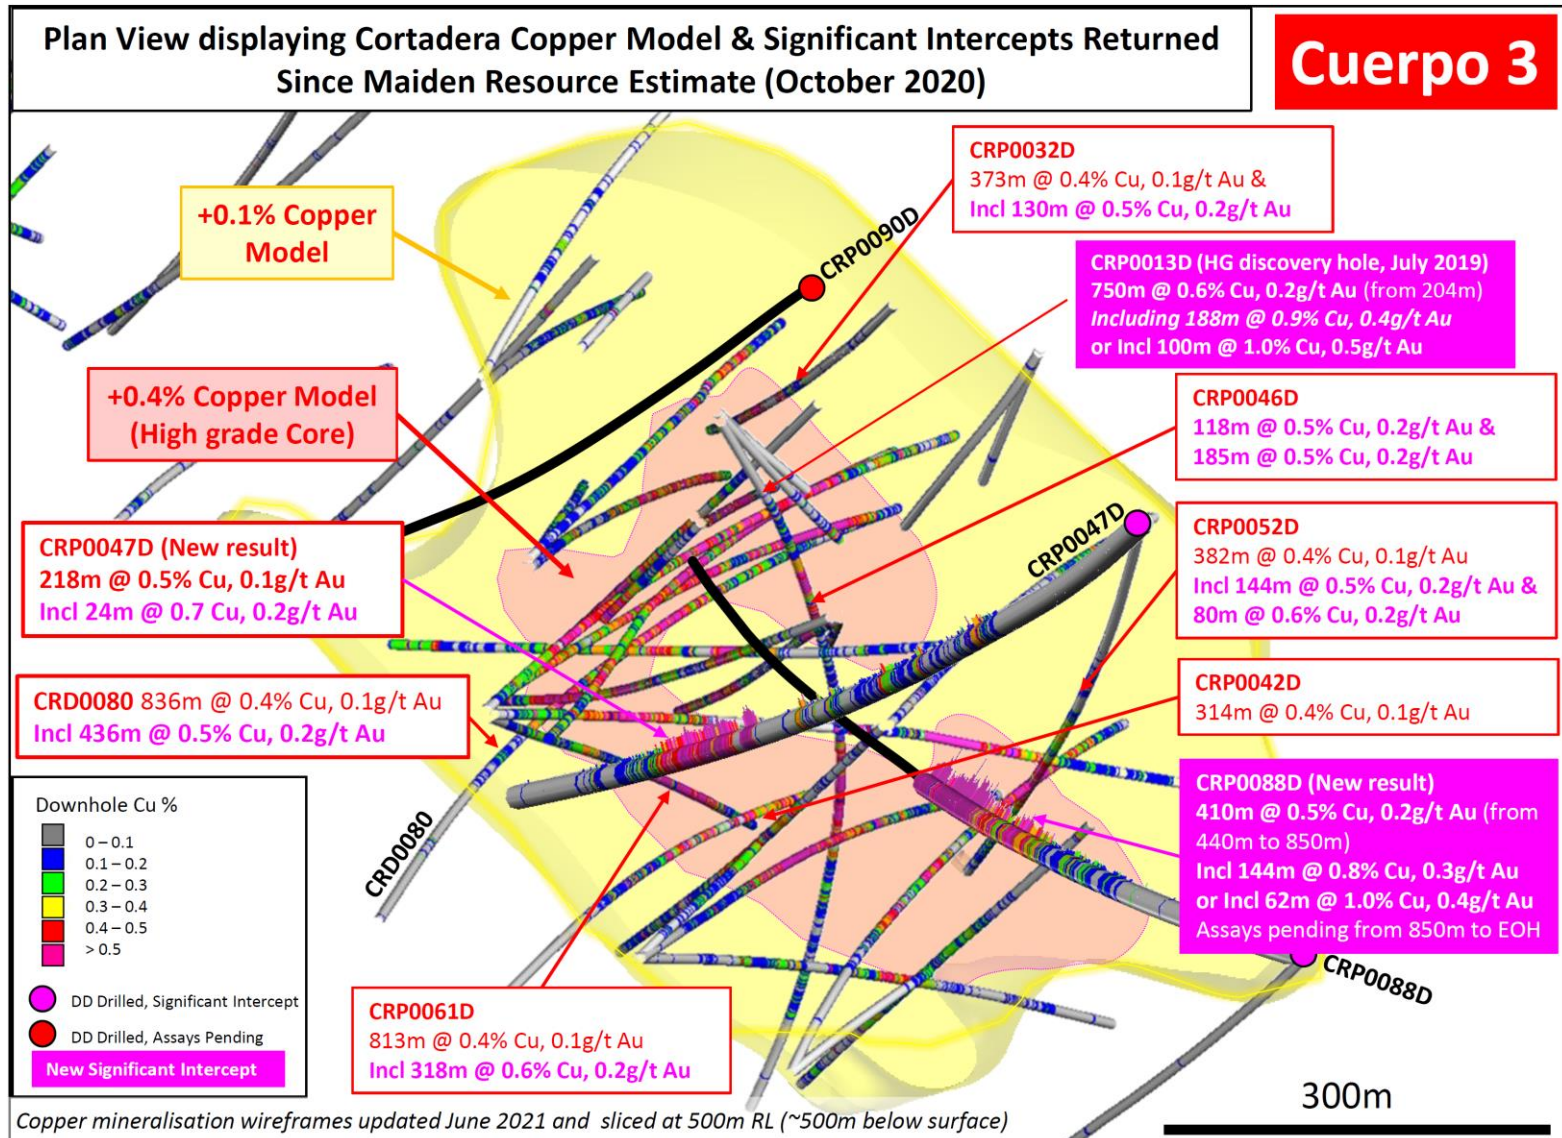 Plan View displaying Cortadera Copper Model & Significant Intercepts Returned
Since Maiden Resource Estimate (October 2020)
Cuerpo 3
+0.1% Copper
Model
CRP0090D
CRP0032D
373m @ 0.4% Cu, 0.1g/t Au &
Incl 130m @ 0.5% Cu, 0.2g/t Au
CRP0013D (HG discovery hole, July 2019)
750m @ 0.6% Cu, 0.2g/t Au (from 204m)
Including 188m @ 0.9% Cu, 0.4g/t Au
or Incl 100m @ 1.0% Cu, 0.5g/t Au
+0.4% Copper Model
(High grade Core)
CRP0046D
118m @ 0.5% Cu, 0.2g/t Au &
185m @ 0.5% Cu, 0.2g/t Au
CRP0047D (New result)
218m @ 0.5% Cu, 0.1g/t Au
Incl 24m @ 0.7 Cu, 0.2g/t Au
CRP0047D
CRP0052D
382m @ 0.4% Cu, 0.1g/t Au
Incl 144m @ 0.5% Cu, 0.2g/t Au &
80m @ 0.6% Cu, 0.2g/t Au
CRD0080 836m @ 0.4% Cu, 0.1g/t Au
Incl 436m @ 0.5% Cu, 0.2g/t Au
CRP0042D
314m @ 0.4% Cu, 0.1g/t Au
CRP0088D (New result)
410m @ 0.5% Cu, 0.2g/t Au (from
440m to 850m)
Incl 144m @ 0.8% Cu, 0.3g/t Au
or Incl 62m @ 1.0% Cu, 0.4g/t Au
Assays pending from 850m to EOH
CRD0080
CRP0088D
Downhole Cu %
0 – 0.1
0.1 – 0.2
0.2 – 0.3
0.3 – 0.4
0.4 – 0.5
> 0.5
DD Drilled, Significant Intercept
DD Drilled, Assays Pending
New Significant Intercept
CRP0061D
813m @ 0.4% Cu, 0.1g/t Au
Incl 318m @ 0.6% Cu, 0.2g/t Au
300m
Copper mineralisation wireframes updated June 2021 and sliced at 500m RL (~500m below surface)